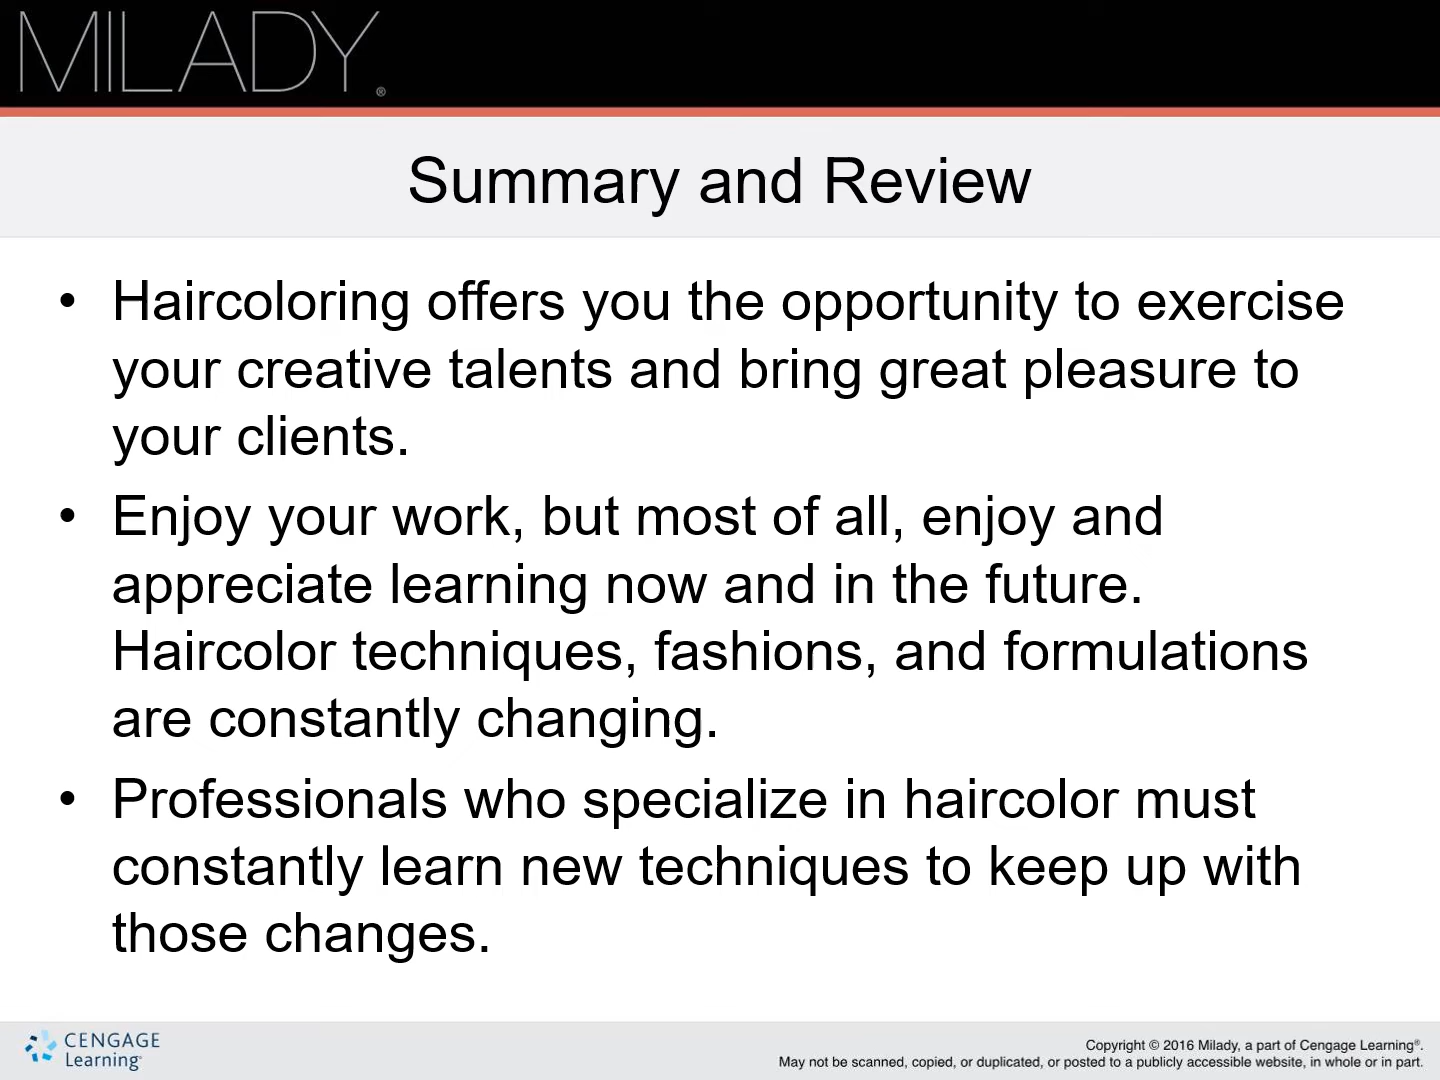 MILADY®
Summary and Review
• Haircoloring offers you the opportunity to exercise
your creative talents and bring great pleasure to
your clients.
• Enjoy your work, but most of all, enjoy and
appreciate learning now and in the future.
Haircolor techniques, fashions, and formulations
are constantly changing.
• Professionals who specialize in haircolor must
constantly learn new techniques to keep up with
those changes.
CENGAGE
Learning®
Copyright © 2016 Milady, a part of Cengage Learning®.
May not be scanned, copied, or duplicated, or posted to a publicly accessible website, in whole or in part.